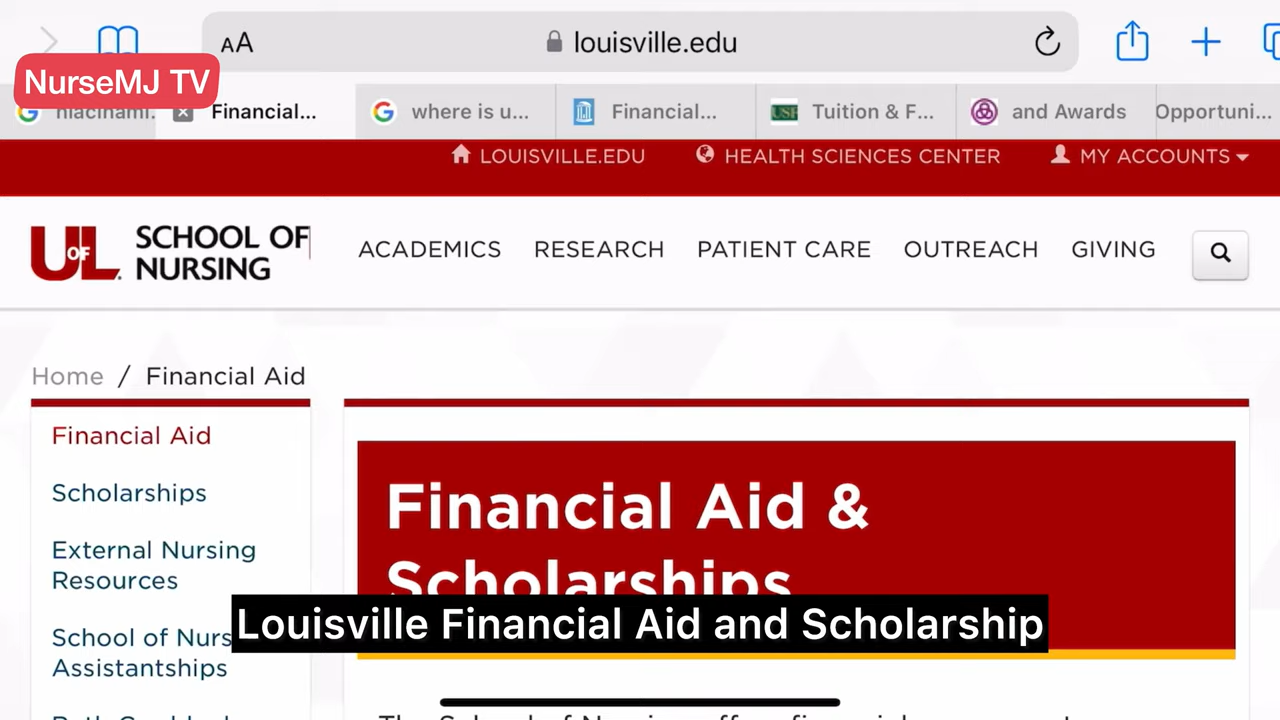 AA louisville.edu
NurseMJ TV
Financial... where is u... Financial... Tuition & F... and Awards Opportuni...
LOUISVILLE.EDU HEALTH SCIENCES CENTER MY ACCOUNTS
UofL. SCHOOL OF NURSING
ACADEMICS RESEARCH PATIENT CARE OUTREACH GIVING
Home / Financial Aid
Financial Aid
Scholarships
External Nursing
Resources
School of Nurs
Assistantships
Financial Aid &
Scholarships
Louisville Financial Aid and Scholarship